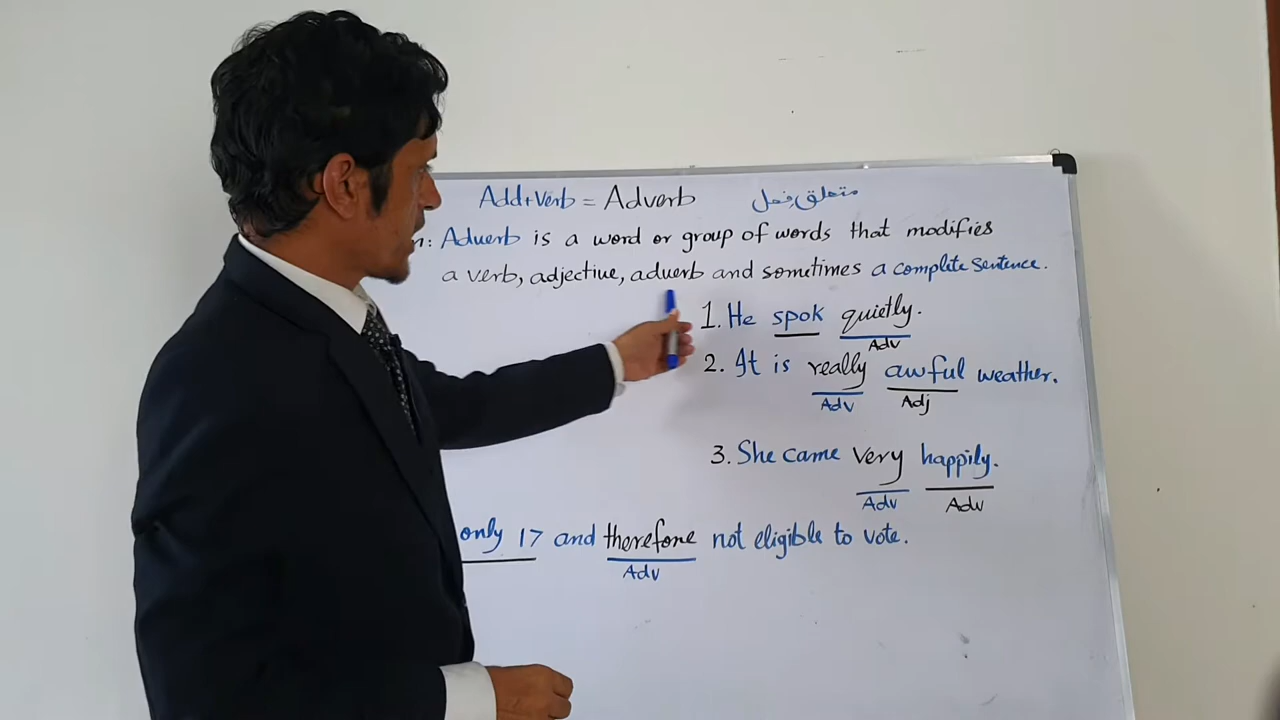 Add+Verb = Adverb متعلق فعل
n: Adverb is a word or group of words that modifies
a verb, adjective, adverb and sometimes a complete sentence.
1. He spok quietly.
Adv
2. It is really awful weather.
Adv Adj
3. She came very happily.
Adv Adv
only 17 and therefore not eligible to vote.
Adv